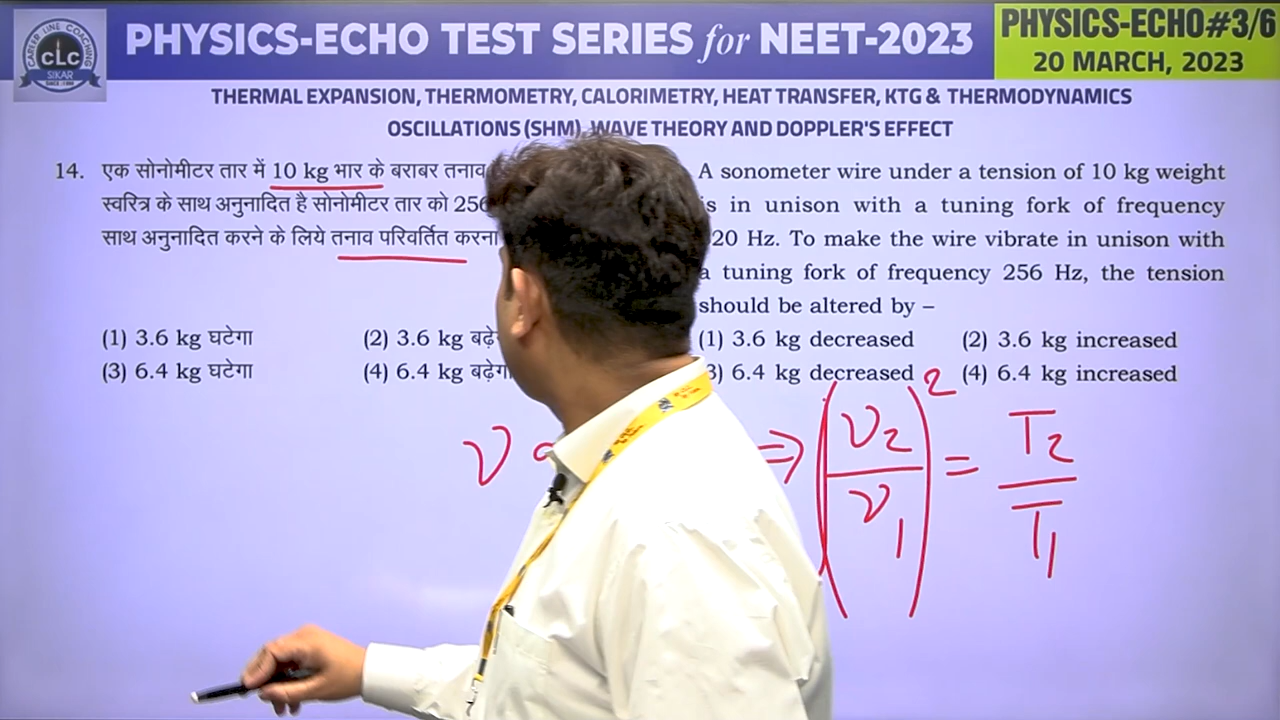 CAREER LINE COACHING
CLC
SIKAR
SINCE : 1996
PHYSICS-ECHO TEST SERIES for NEET-2023
PHYSICS-ECHO#3/6
20 MARCH, 2023
THERMAL EXPANSION, THERMOMETRY, CALORIMETRY, HEAT TRANSFER, KTG & THERMODYNAMICS
OSCILLATIONS (SHM), WAVE THEORY AND DOPPLER'S EFFECT
14. एक सोनोमीटर तार में 10 kg भार के बराबर तनाव
स्वरित्र के साथ अनुनादित है सोनोमीटर तार को 256
साथ अनुनादित करने के लिये तनाव परिवर्तित करना
(1) 3.6 kg घटेगा (2) 3.6 kg
(3) 6.4 kg घटेगा (4) 6.4 kg
A sonometer wire under a tension of 10 kg weight
is in unison with a tuning fork of frequency
20 Hz. To make the wire vibrate in unison with
a tuning fork of frequency 256 Hz, the tension
should be altered by –
(1) 3.6 kg decreased (2) 3.6 kg increased
3) 6.4 kg decreased (4) 6.4 kg increased
ν
⇒ (ν2/ν1)² = T2/T1